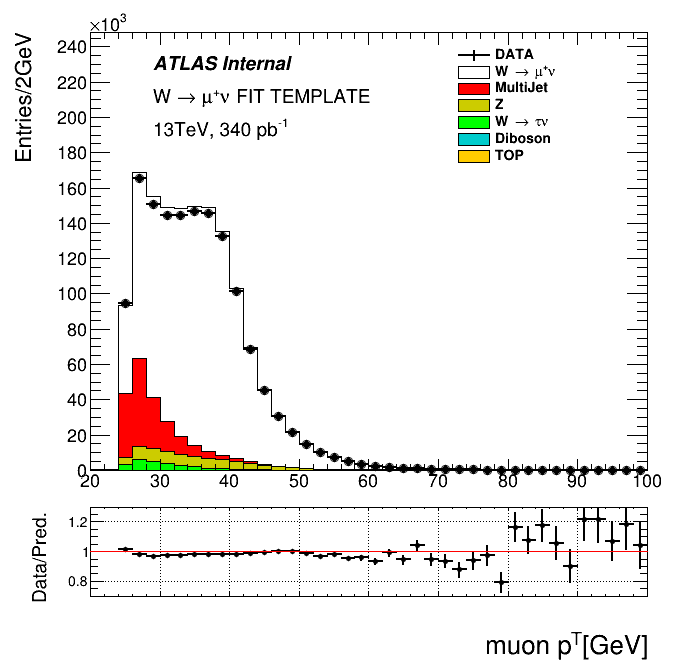 ×10³
Entries/2GeV
240
220
200
180
160
140
120
100
80
60
40
20
0
ATLAS Internal
W → μ⁺ν FIT TEMPLATE
13TeV, 340 pb⁻¹
DATA
W → μ⁺ν
MultiJet
Z
W → τν
Diboson
TOP
20 30 40 50 60 70 80 90 100
Data/Pred.
1.2
1
0.8
muon pᵀ[GeV]